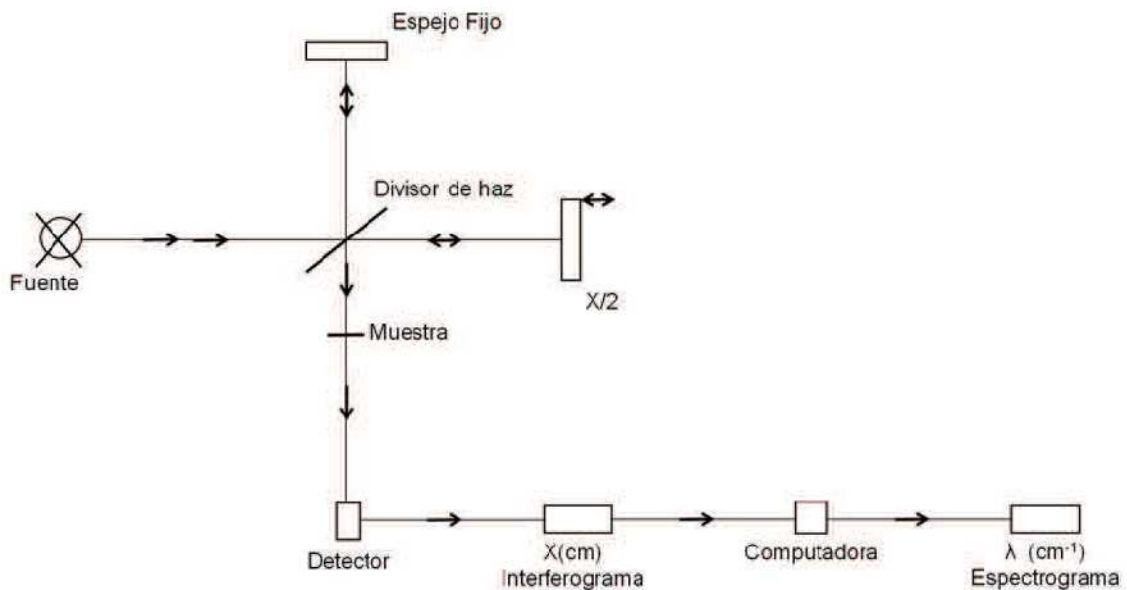 Espejo Fijo
Divisor de haz
Fuente
X/2
Muestra
Detector
X(cm)
Interferograma
Computadora
λ (cm⁻¹)
Espectrograma